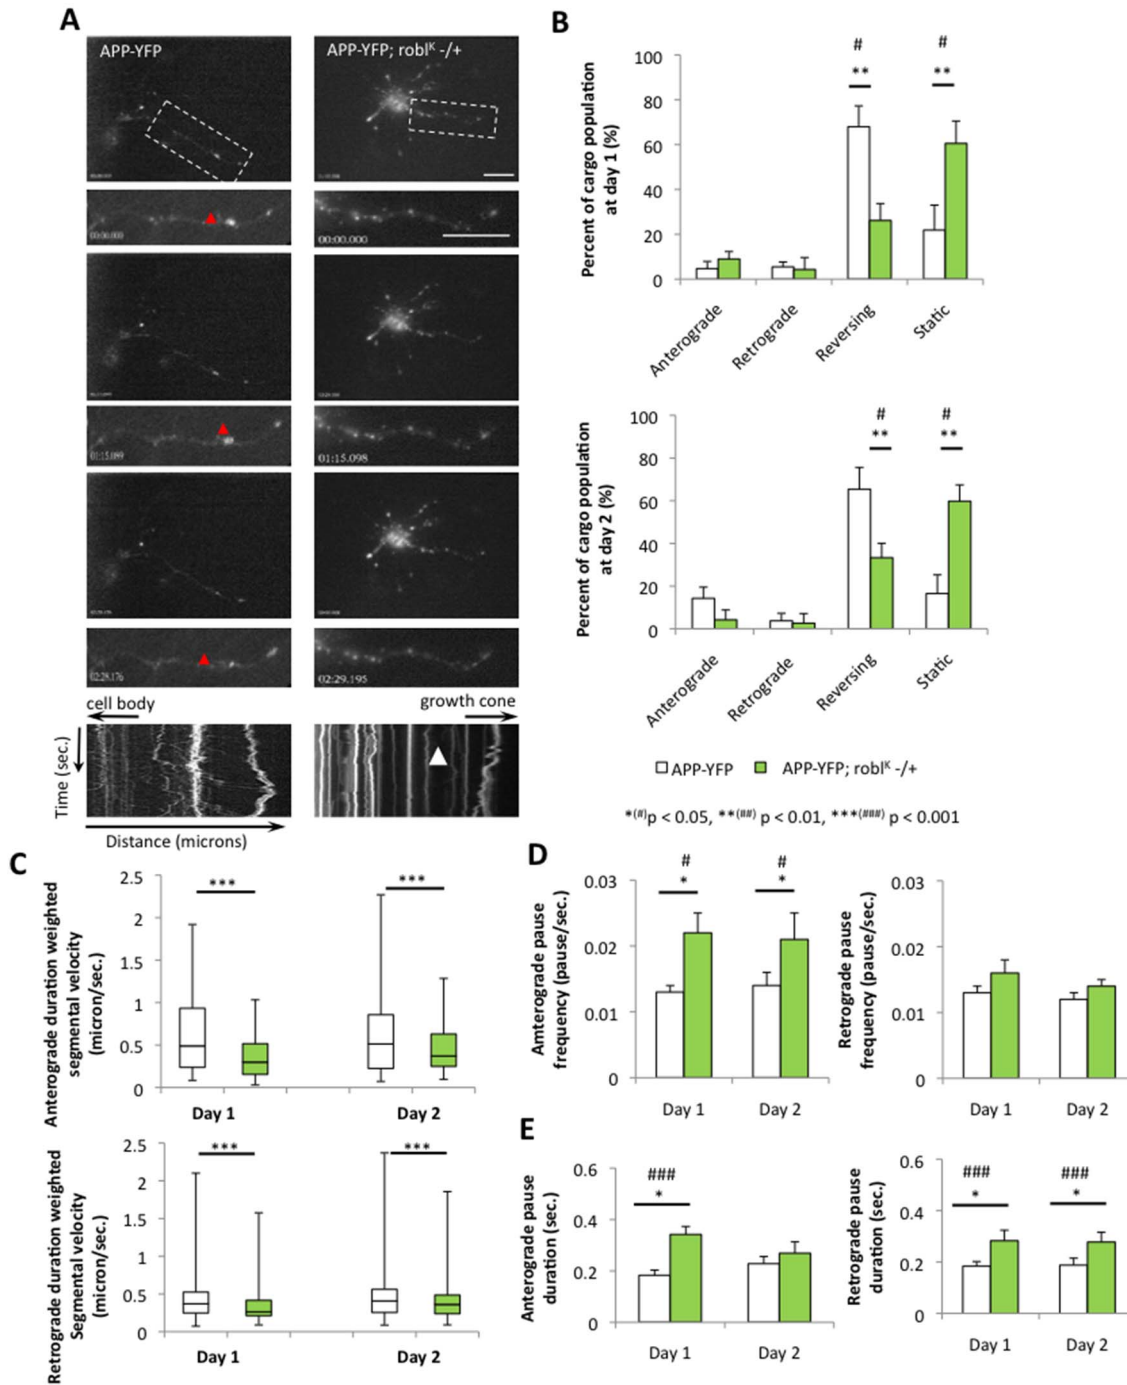 A
APP-YFP
APP-YFP; roblᴷ -/+
00:00.000
00:00.000
01:15.099
01:15.098
02:28.176
02:29.195
cell body
growth cone
Time (sec.)
Distance (microns)
B
Percent of cargo population
at day 1 (%)
100
80
60
40
20
0
#
**
#
**
Anterograde
Retrograde
Reversing
Static
Percent of cargo population
at day 2 (%)
100
80
60
40
20
0
#
**
#
**
Anterograde
Retrograde
Reversing
Static
APP-YFP
APP-YFP; roblᴷ -/+
*(#)p < 0.05, **(##) p < 0.01, ***(###) p < 0.001
C
Anterograde duration weighted
segmental velocity
(micron/sec.)
2.5
2
1.5
1
0.5
0
***
***
Day 1
Day 2
Retrograde duration weighted
Segmental velocity
(micron/sec.)
2.5
2
1.5
1
0.5
0
***
***
Day 1
Day 2
D
Amterograde pause
frequency (pause/sec.)
0.03
0.02
0.01
0
#
*
#
*
Day 1
Day 2
Retrograde pause
frequency (pause/sec.)
0.03
0.02
0.01
0
Day 1
Day 2
E
Anterograde pause
duration (sec.)
0.6
0.4
0.2
0
###
*
Day 1
Day 2
Retrograde pause
duration (sec.)
0.6
0.4
0.2
0
###
*
###
*
Day 1
Day 2